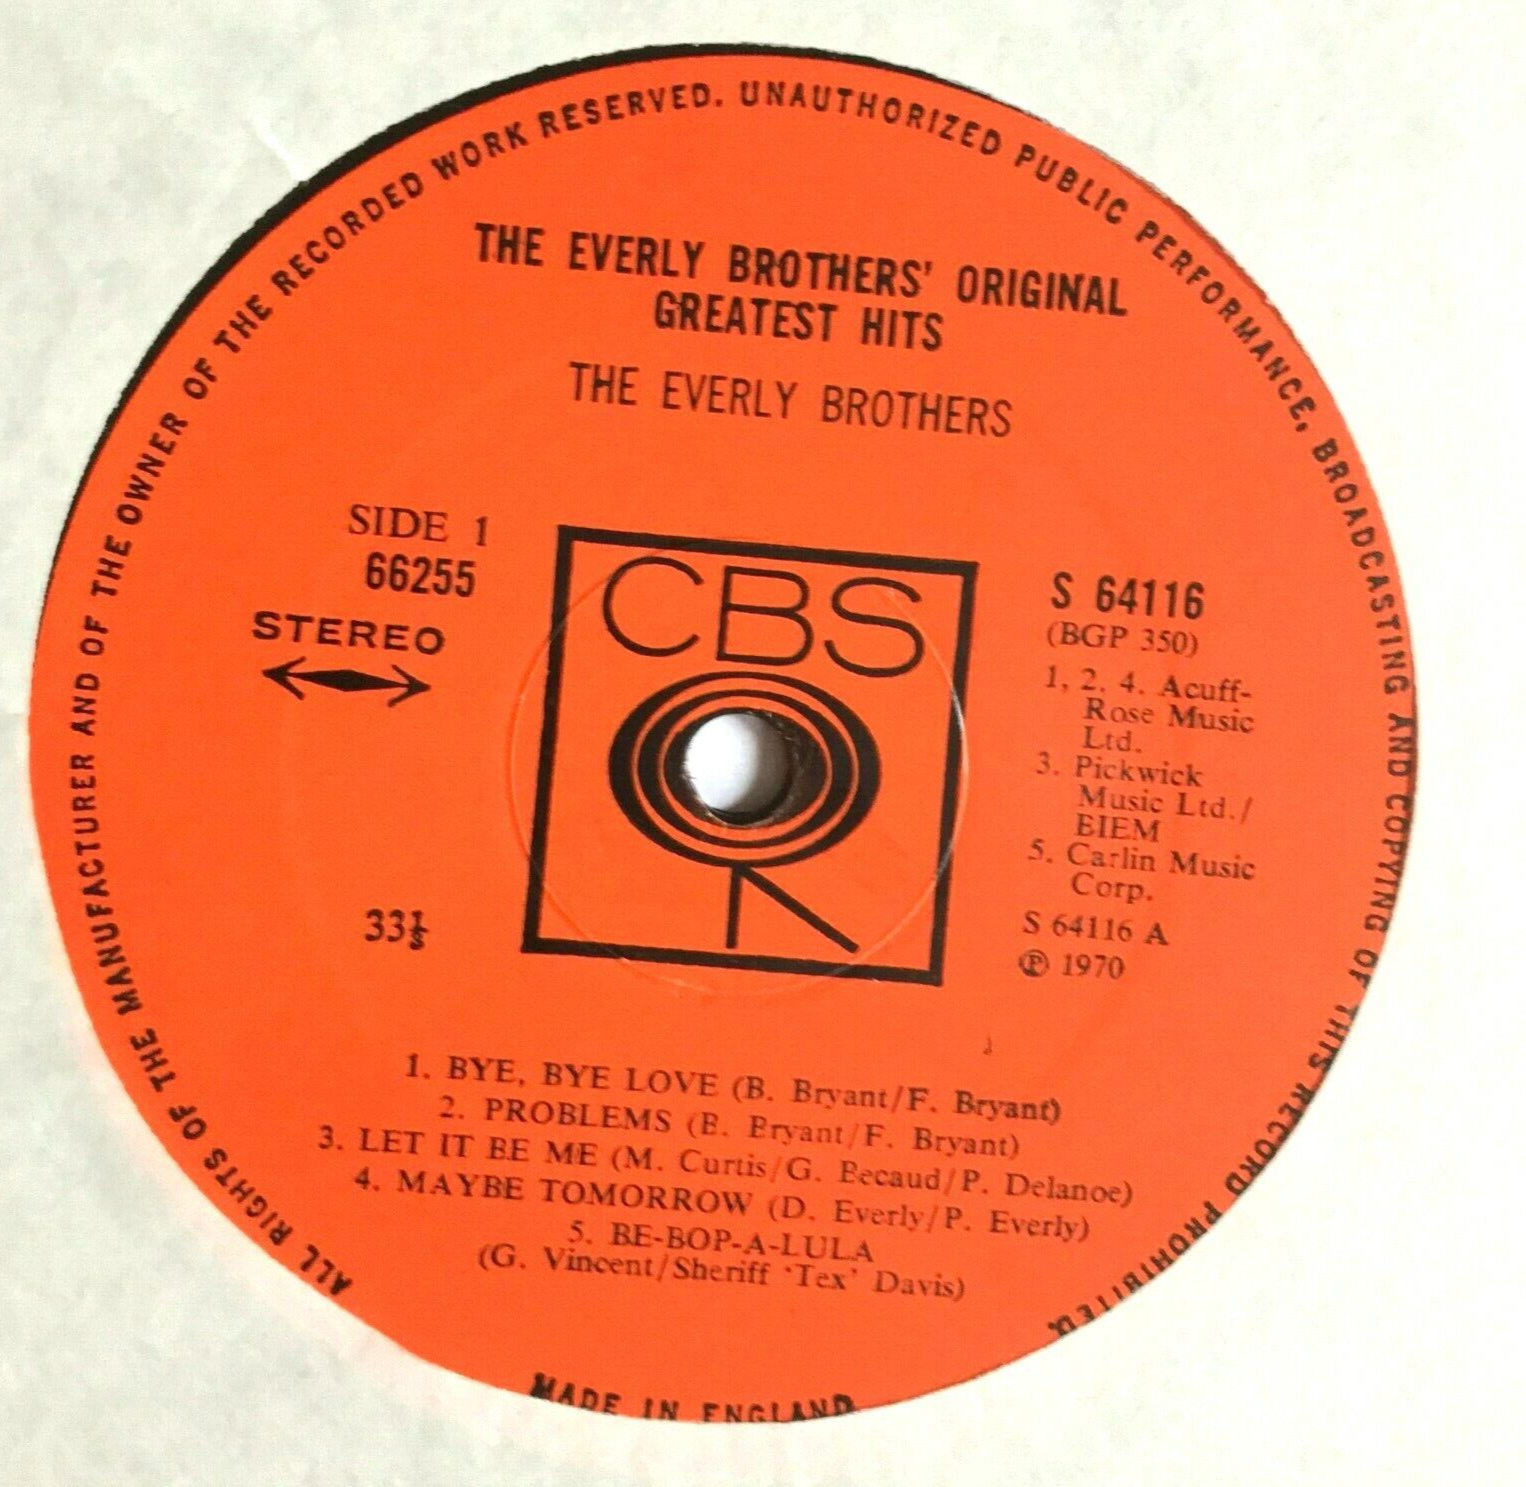 ALL RIGHTS OF THE MANUFACTURER AND OF THE OWNER OF THE RECORDED WORK RESERVED. UNAUTHORIZED PUBLIC PERFORMANCE, BROADCASTING AND COPYING OF THIS RECORD PROHIBITED.
THE EVERLY BROTHERS' ORIGINAL
GREATEST HITS
THE EVERLY BROTHERS
SIDE 1
66255
STEREO
33⅓
CBS
S 64116
(BGP 350)
1, 2, 4. Acuff-
Rose Music
Ltd.
3. Pickwick
Music Ltd./
BIEM
5. Carlin Music
Corp.
S 64116 A
℗ 1970
1. BYE, BYE LOVE (B. Bryant/F. Bryant)
2. PROBLEMS (B. Bryant/F. Bryant)
3. LET IT BE ME (M. Curtis/G. Becaud/P. Delanoe)
4. MAYBE TOMORROW (D. Everly/P. Everly)
5. BE-BOP-A-LULA
(G. Vincent/Sheriff 'Tex' Davis)
MADE IN ENGLAND